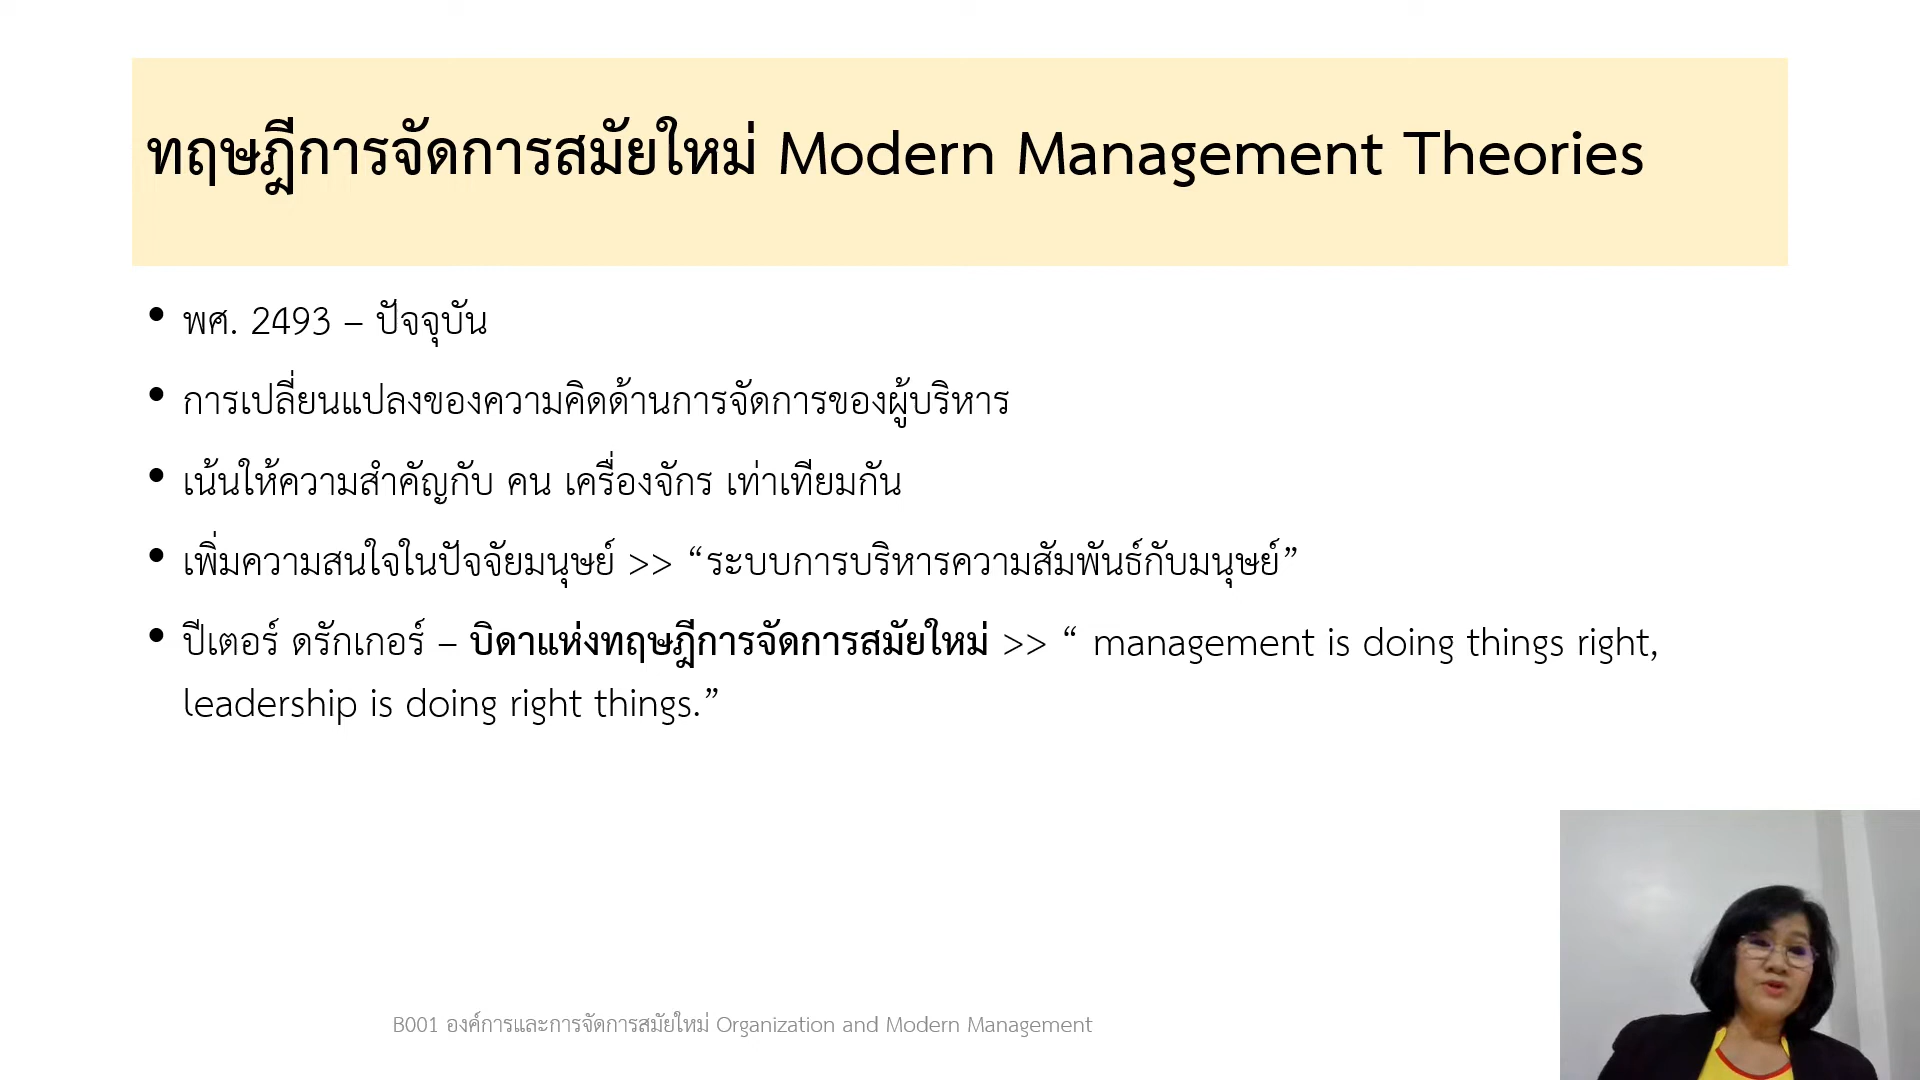 ทฤษฎีการจัดการสมัยใหม่ Modern Management Theories
• พศ. 2493 – ปัจจุบัน
• การเปลี่ยนแปลงของความคิดด้านการจัดการของผู้บริหาร
• เน้นให้ความสำคัญกับ คน เครื่องจักร เท่าเทียมกัน
• เพิ่มความสนใจในปัจจัยมนุษย์ >> “ระบบการบริหารความสัมพันธ์กับมนุษย์”
• ปีเตอร์ ดรักเกอร์ – บิดาแห่งทฤษฎีการจัดการสมัยใหม่ >> “ management is doing things right,
leadership is doing right things.”
B001 องค์การและการจัดการสมัยใหม่ Organization and Modern Management